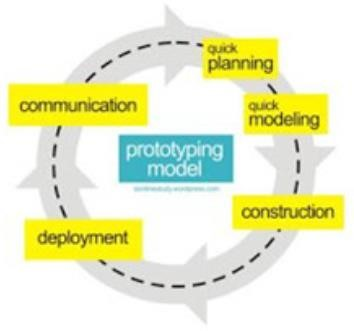 quick
planning
communication
quick
modeling
prototyping
model
construction
deployment